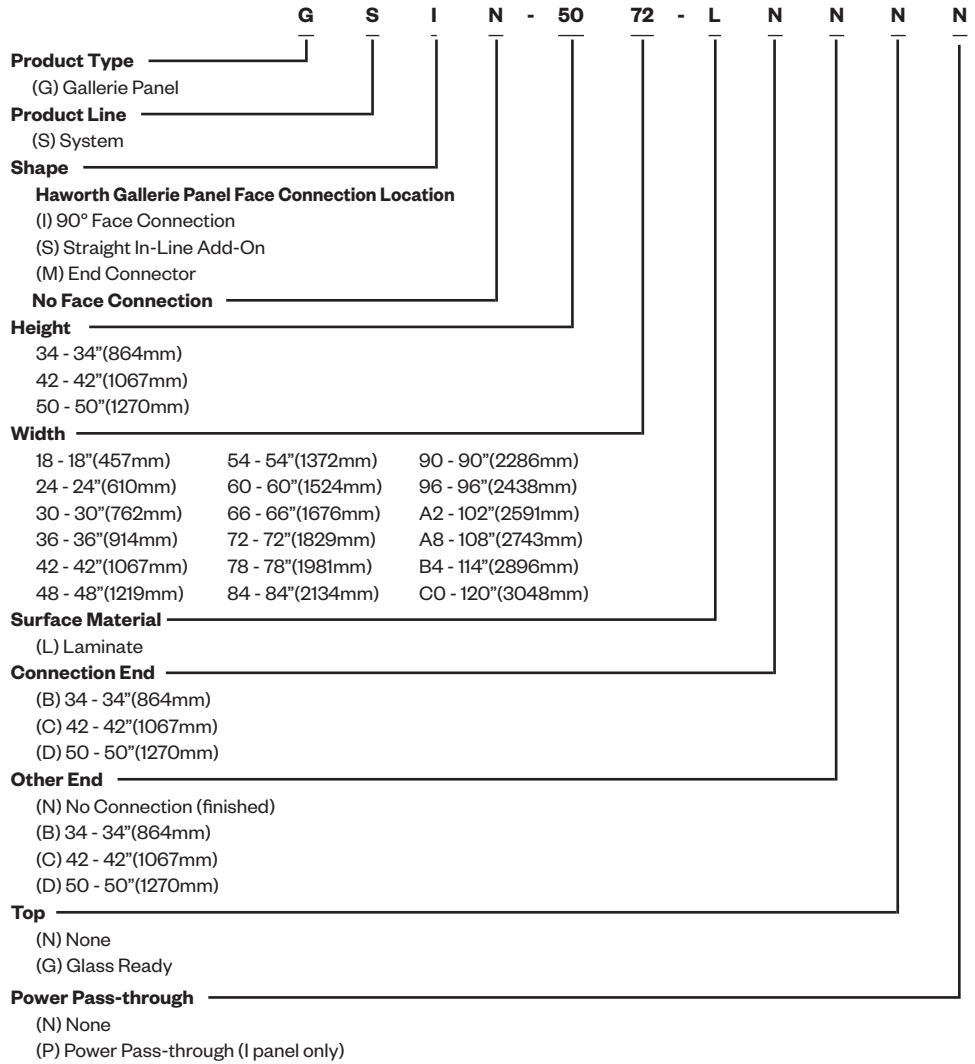 G S I N - 50 72 - L N N N N
Product Type
(G) Gallerie Panel
Product Line
(S) System
Shape
Haworth Gallerie Panel Face Connection Location
(I) 90° Face Connection
(S) Straight In-Line Add-On
(M) End Connector
No Face Connection
Height
34 - 34”(864mm)
42 - 42”(1067mm)
50 - 50”(1270mm)
Width
18 - 18”(457mm) 54 - 54”(1372mm) 90 - 90”(2286mm)
24 - 24”(610mm) 60 - 60”(1524mm) 96 - 96”(2438mm)
30 - 30”(762mm) 66 - 66”(1676mm) A2 - 102”(2591mm)
36 - 36”(914mm) 72 - 72”(1829mm) A8 - 108”(2743mm)
42 - 42”(1067mm) 78 - 78”(1981mm) B4 - 114”(2896mm)
48 - 48”(1219mm) 84 - 84”(2134mm) C0 - 120”(3048mm)
Surface Material
(L) Laminate
Connection End
(B) 34 - 34”(864mm)
(C) 42 - 42”(1067mm)
(D) 50 - 50”(1270mm)
Other End
(N) No Connection (finished)
(B) 34 - 34”(864mm)
(C) 42 - 42”(1067mm)
(D) 50 - 50”(1270mm)
Top
(N) None
(G) Glass Ready
Power Pass-through
(N) None
(P) Power Pass-through (I panel only)